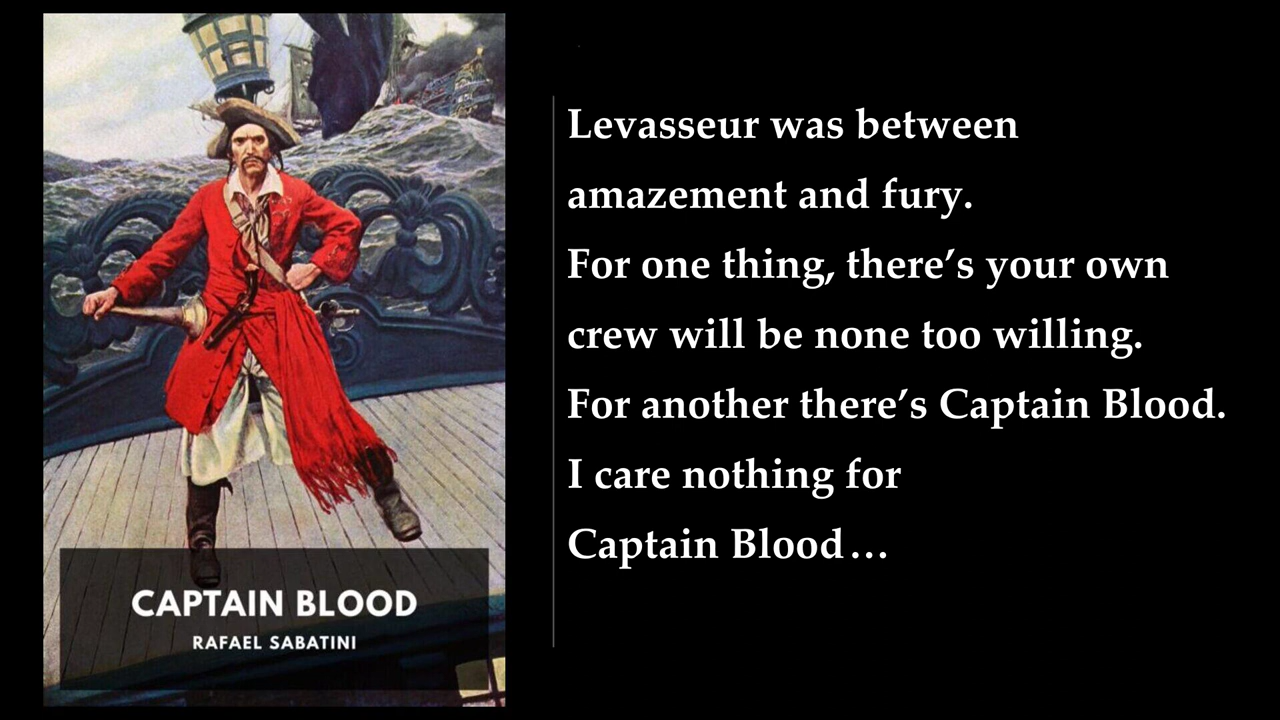 CAPTAIN BLOOD
RAFAEL SABATINI
Levasseur was between
amazement and fury.
For one thing, there’s your own
crew will be none too willing.
For another there’s Captain Blood.
I care nothing for
Captain Blood…